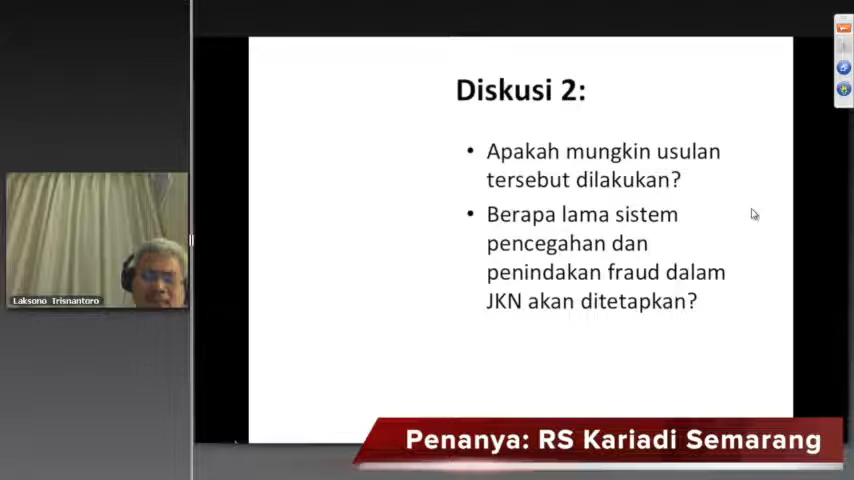 Diskusi 2:
• Apakah mungkin usulan
tersebut dilakukan?
• Berapa lama sistem
pencegahan dan
penindakan fraud dalam
JKN akan ditetapkan?
Laksono Trisnantoro
Penanya: RS Kariadi Semarang